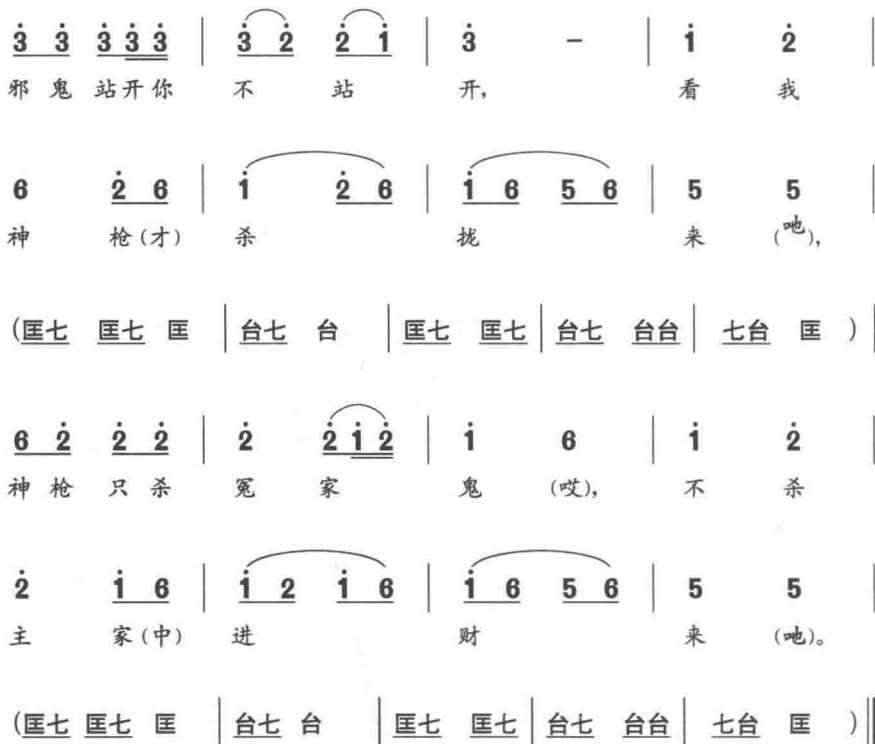 3̇ 3̇ 3̇ 3̇ 3̇ | 3̇ 2̇ 2̇ 1̇ | 3̇ － | 1̇ 2̇ |
邪 鬼 站 开 你 不 站 开， 看 我
6 2̇ 6 | 1̇ 2̇ 6 | 1̇ 6 5 6 | 5 5
神 枪（才） 杀 拢 来 （吔），
（匡七 匡七 匡 | 台七 台 | 匡七 匡七 | 台七 台台 | 七台 匡 ）|
6 2̇ 2̇ 2̇ | 2̇ 2̇ 1̇ 2̇ | 1̇ 6 | 1̇ 2̇ |
神 枪 只 杀 冤 家 鬼 （哎）， 不 杀
2̇ 1̇ 6 | 1̇ 2 1̇ 6 | 1̇ 6 5 6 | 5 5 |
主 家（中） 进 财 来 （吔）。
（匡七 匡七 匡 | 台七 台 | 匡七 匡七 | 台七 台台 | 七台 匡 ）‖